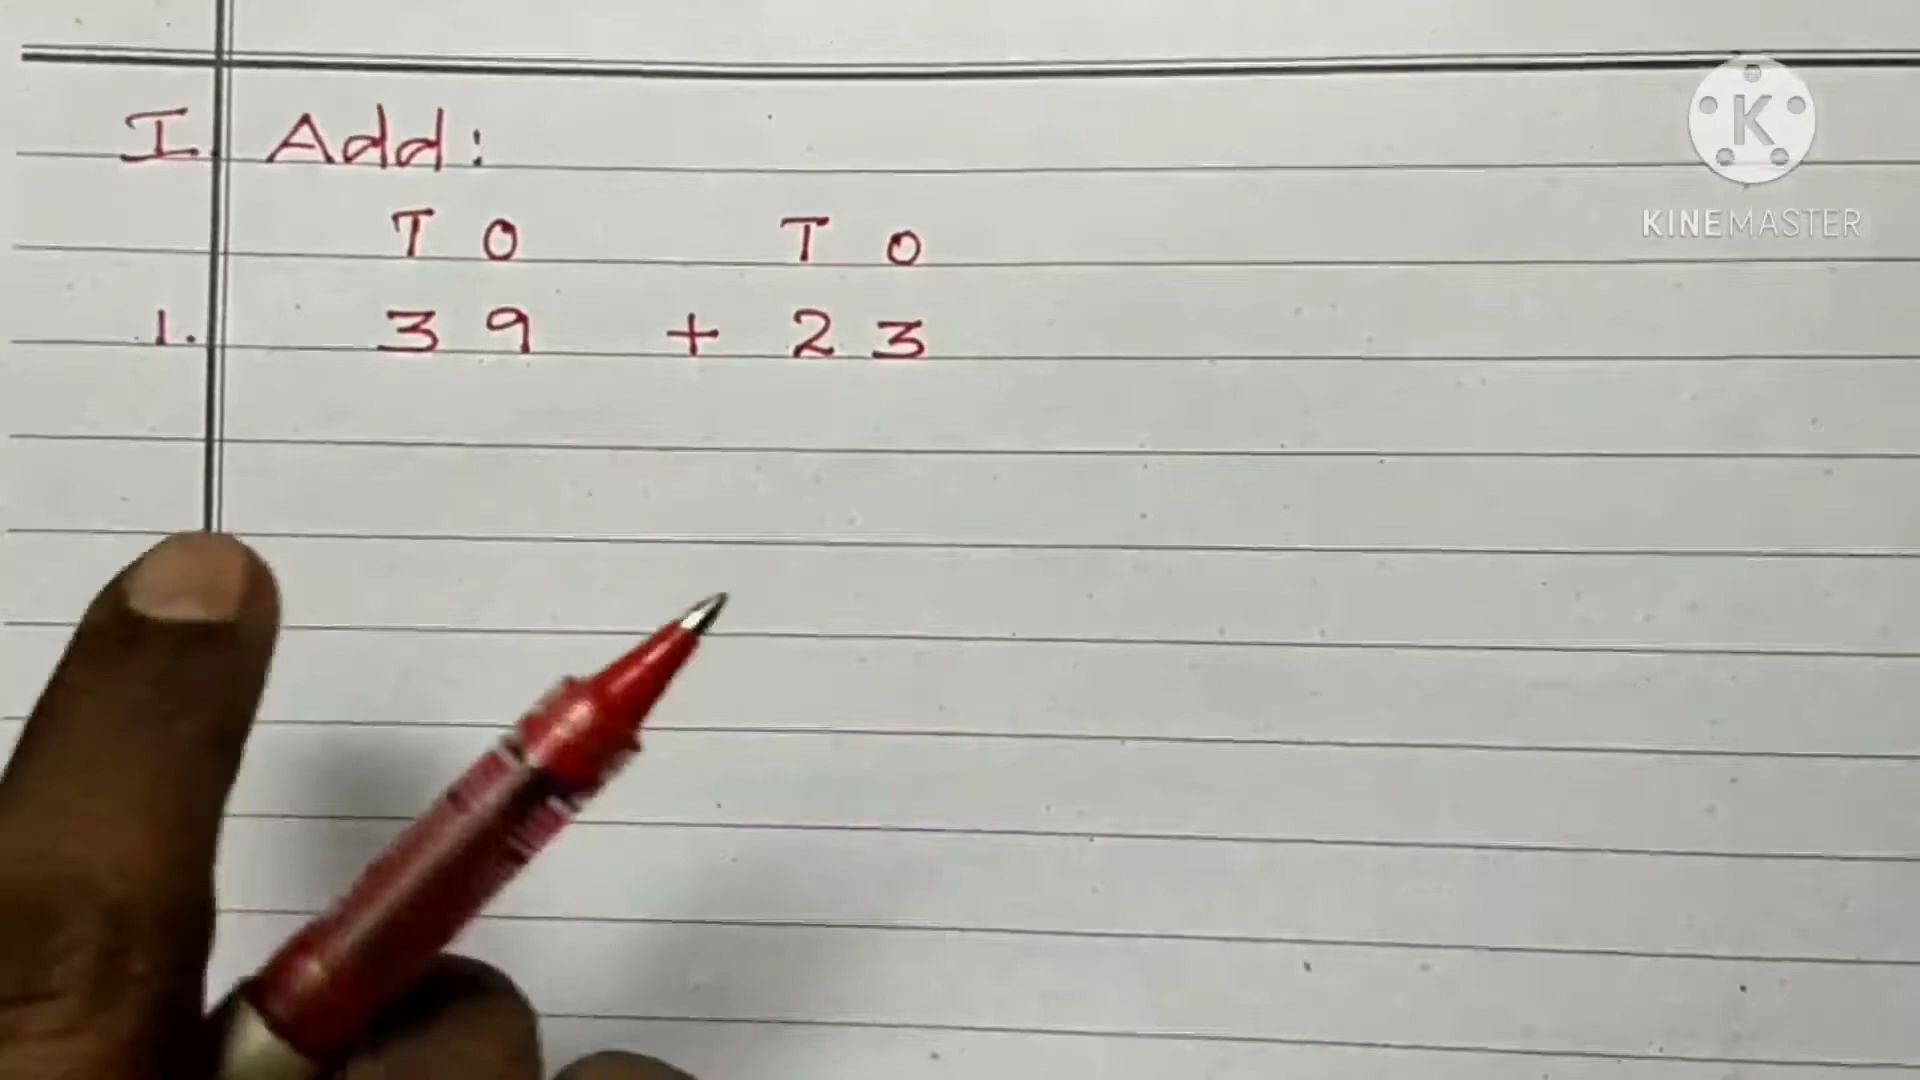 I. Add:
T O T O
1. 3 9 + 2 3
K
KINEMASTER